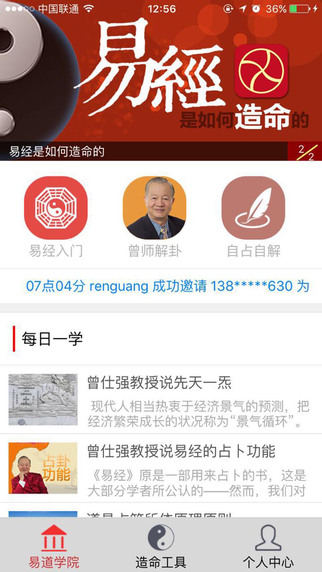 中国联通
12:56
易經
造命
是如何造命的
易经是如何造命的
2/2
易经入门
曾师解卦
自占自解
07点04分 renguang 成功邀请 138*****630 为
每日一学
曾仕强教授说先天一炁
现代人相当热衷于经济景气的预测，把
经济繁荣成长的状况称为“景气循环”。
曾仕强教授说易经的占卜功能
占卦
功能
《易经》原是一部用来占卜的书，这是
大部分学者所公认的——然而，我们对
易道学院
造命工具
个人中心